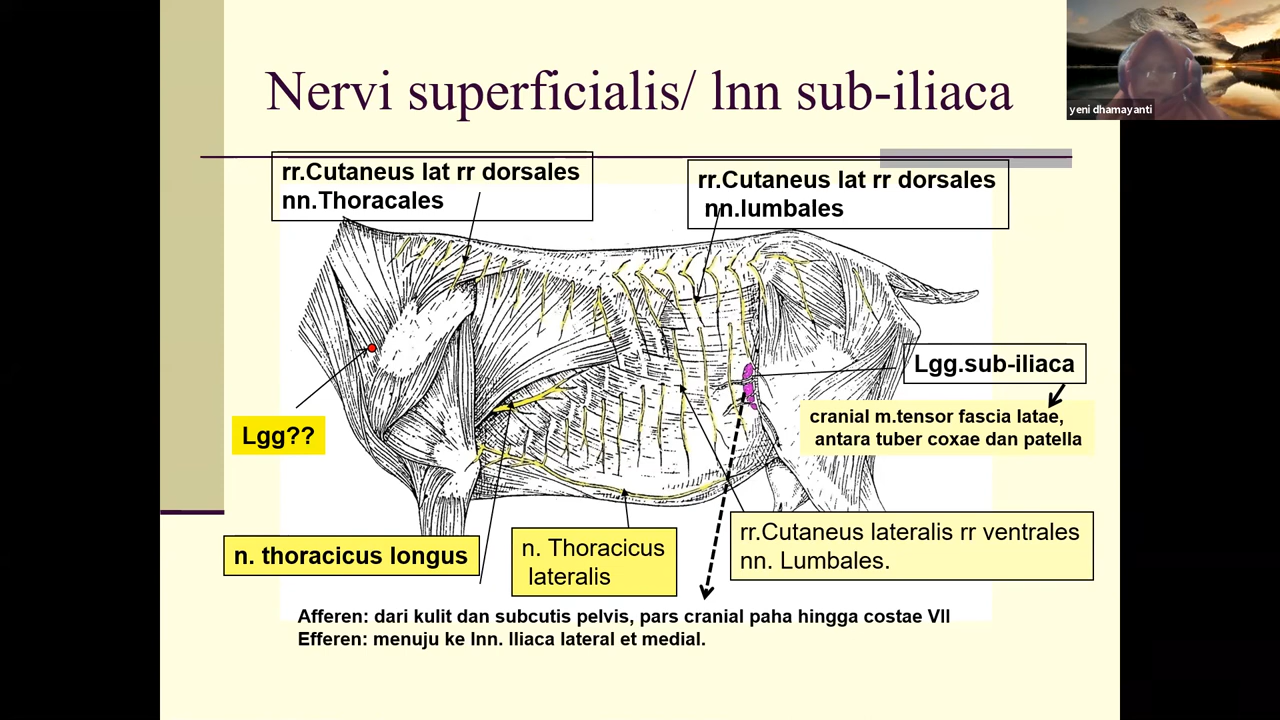 Nervi superficialis/ lnn sub-iliaca
yeni dhamayanti
rr.Cutaneus lat rr dorsales
nn.Thoracales
rr.Cutaneus lat rr dorsales
nn.lumbales
Lgg.sub-iliaca
cranial m.tensor fascia latae,
antara tuber coxae dan patella
Lgg??
n. thoracicus longus
n. Thoracicus
lateralis
rr.Cutaneus lateralis rr ventrales
nn. Lumbales.
Afferen: dari kulit dan subcutis pelvis, pars cranial paha hingga costae VII
Efferen: menuju ke lnn. Iliaca lateral et medial.